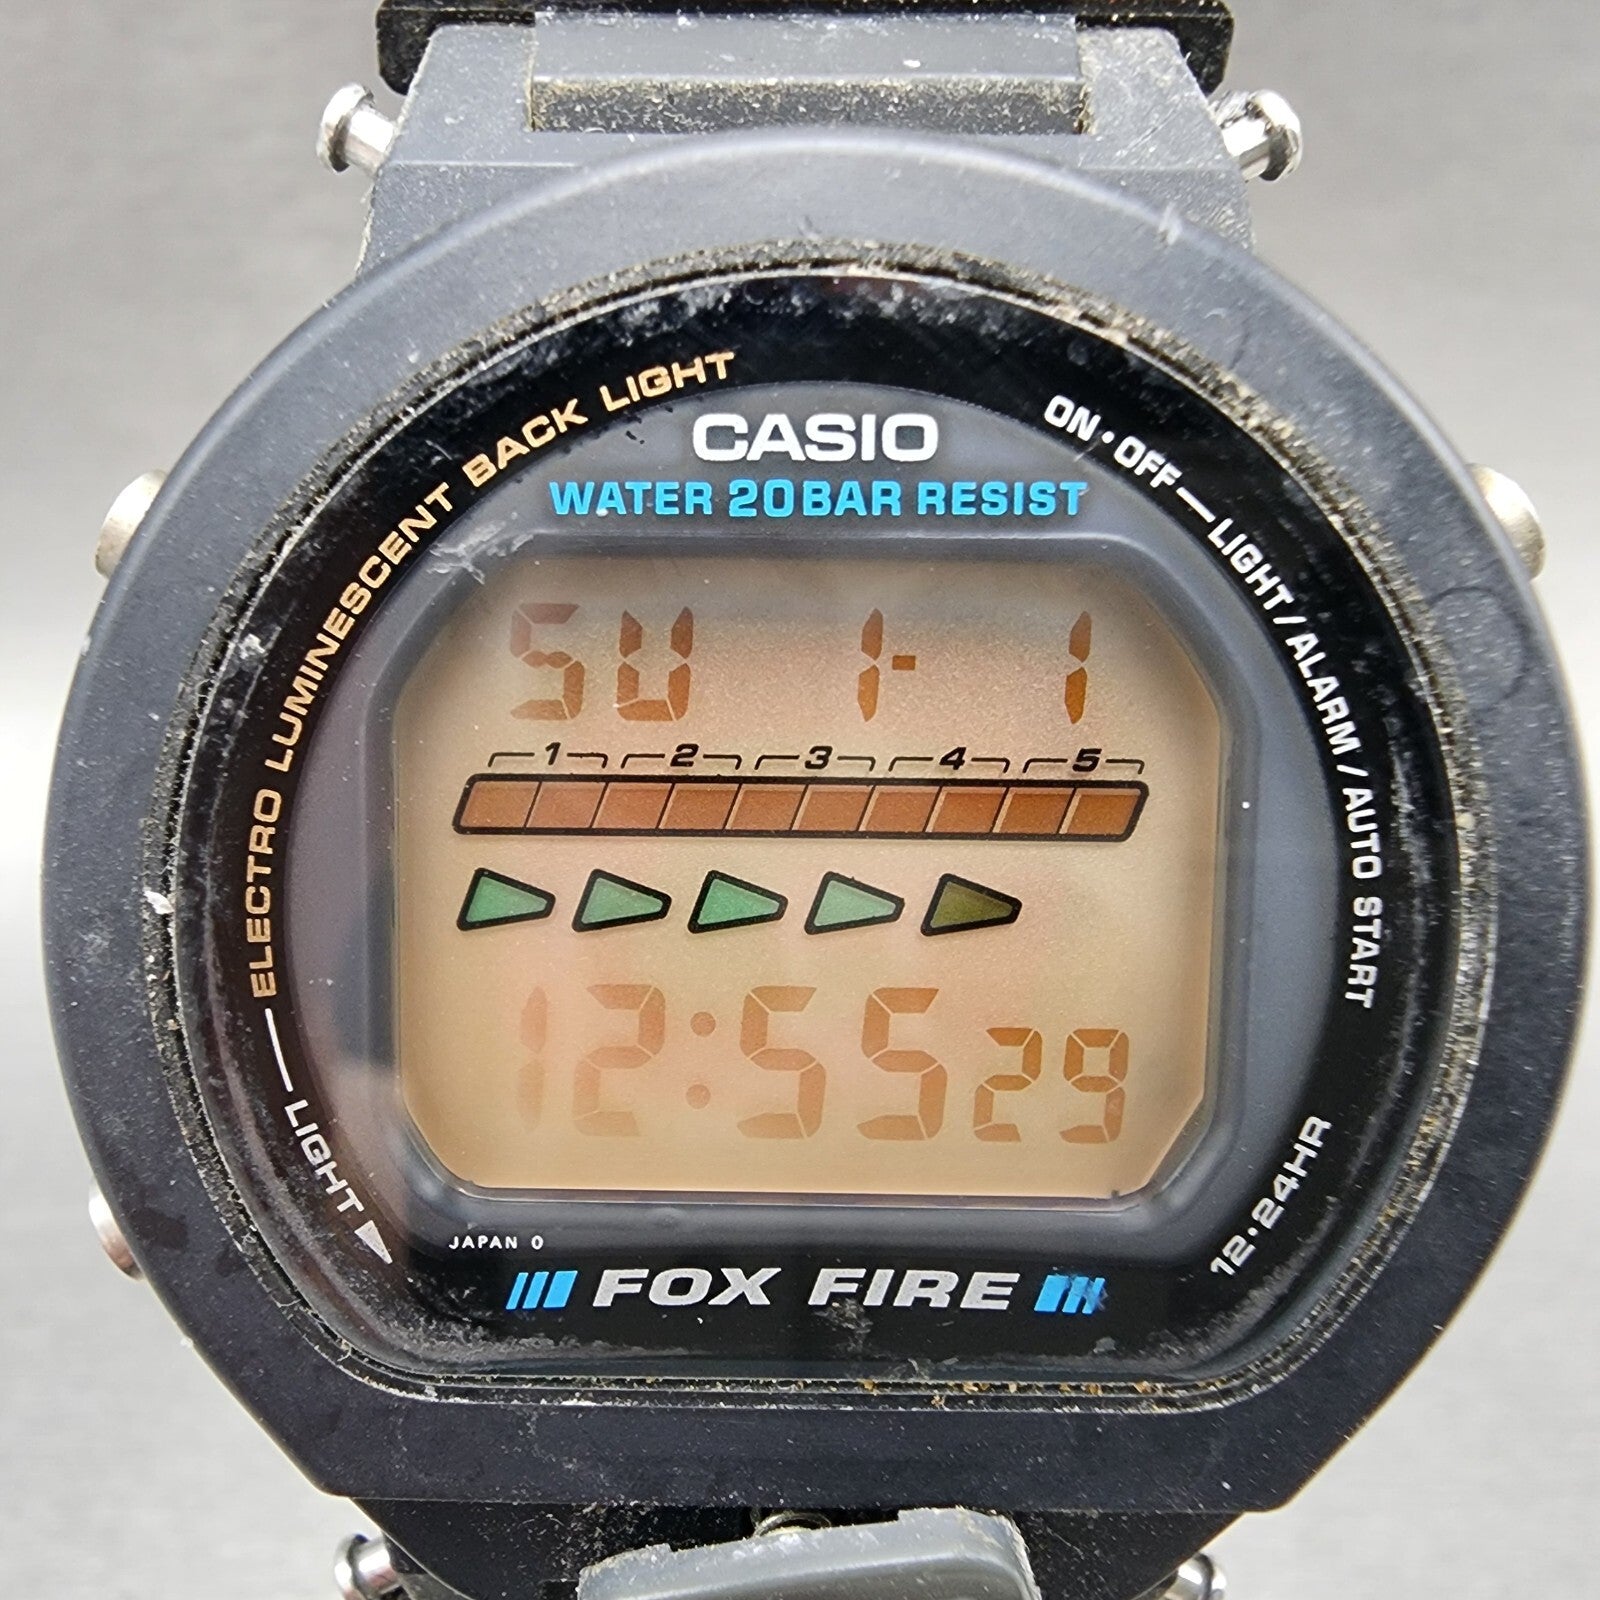 ELECTRO LUMINESCENT BACK LIGHT
CASIO
WATER 20BAR RESIST
ON・OFF—LIGHT/ALARM/AUTO START
SU 1-1
1 2 3 4 5
12:55 29
LIGHT
12・24HR
JAPAN 0
FOX FIRE